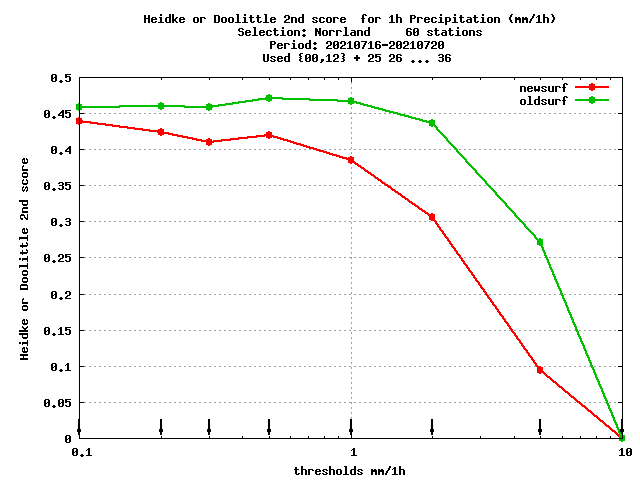 Heidke or Doolittle 2nd score  for 1h Precipitation (mm/1h)
Selection: Norrland     60 stations
Period: 20210716-20210720
Used {00,12} + 25 26 ... 36
newsurf
oldsurf
Heidke or Doolittle 2nd score
0.5
0.45
0.4
0.35
0.3
0.25
0.2
0.15
0.1
0.05
0
0.1 1 10
thresholds mm/1h